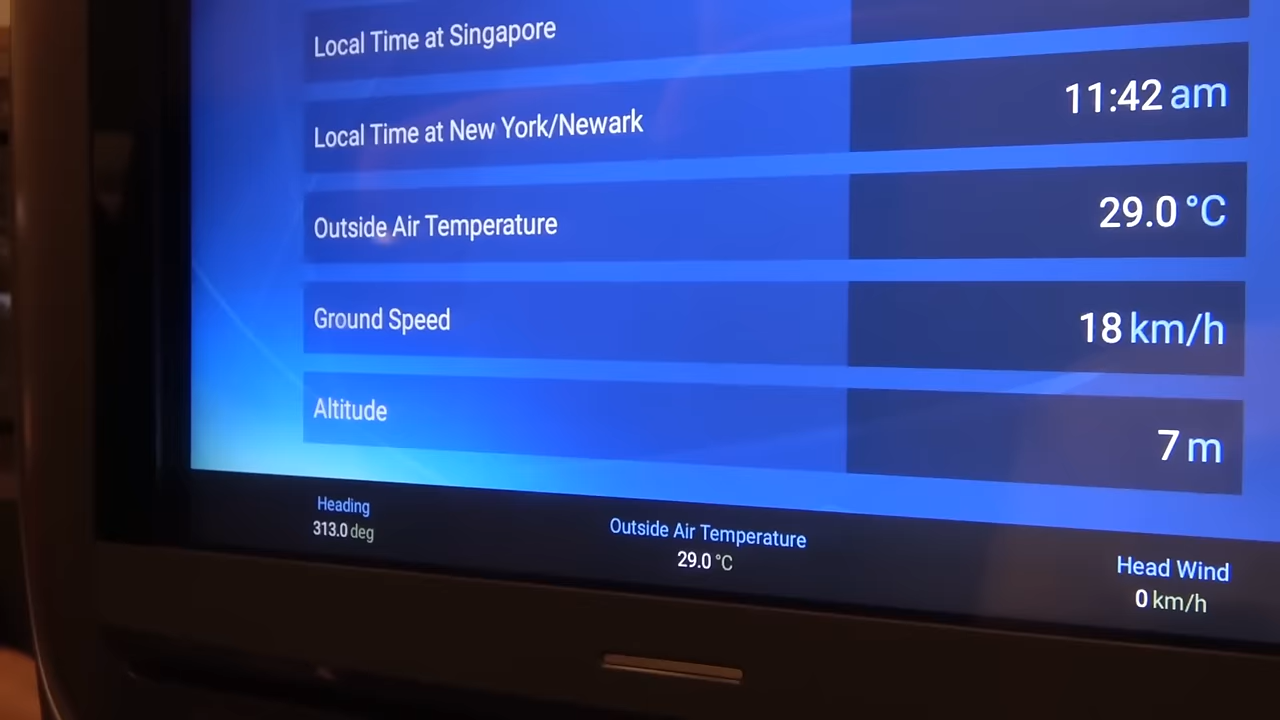 Local Time at Singapore
Local Time at New York/Newark 11:42 am
Outside Air Temperature 29.0 °C
Ground Speed 18 km/h
Altitude 7 m
Heading
313.0 deg
Outside Air Temperature
29.0 °C
Head Wind
0 km/h